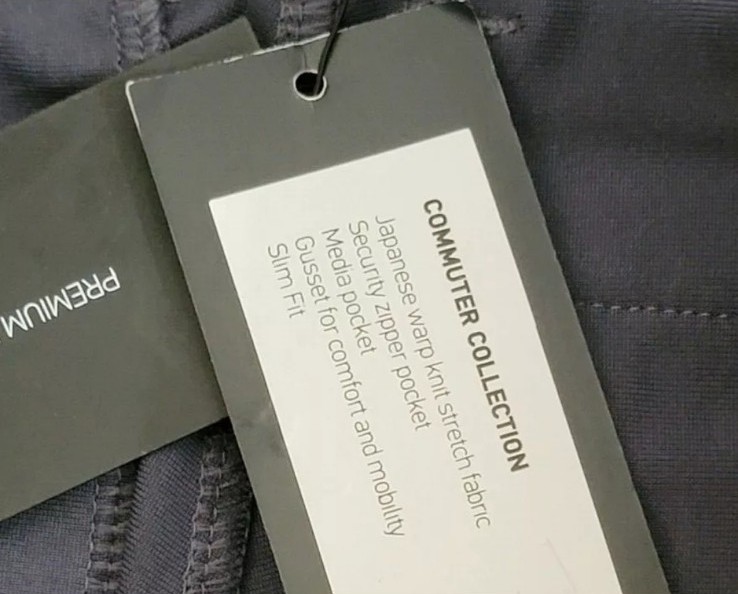 COMMUTER COLLECTION
Japanese warp knit stretch fabric
Security zipper pocket
Media pocket
Gusset for comfort and mobility
Slim Fit
PREMIUM